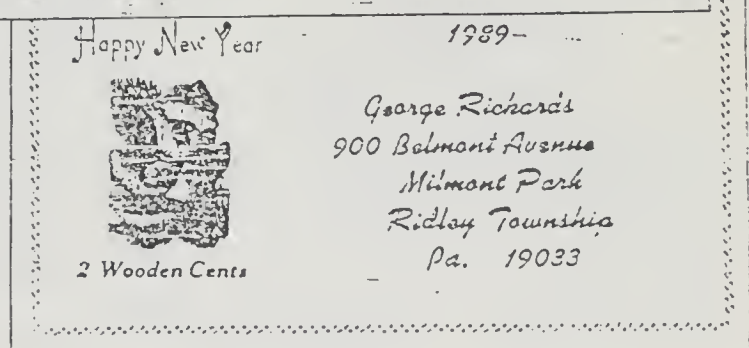 Happy New Year
2 Wooden Cents
1989-
George Richards
900 Belmont Avenue
Milmont Park
Ridley Township
Pa. 19033